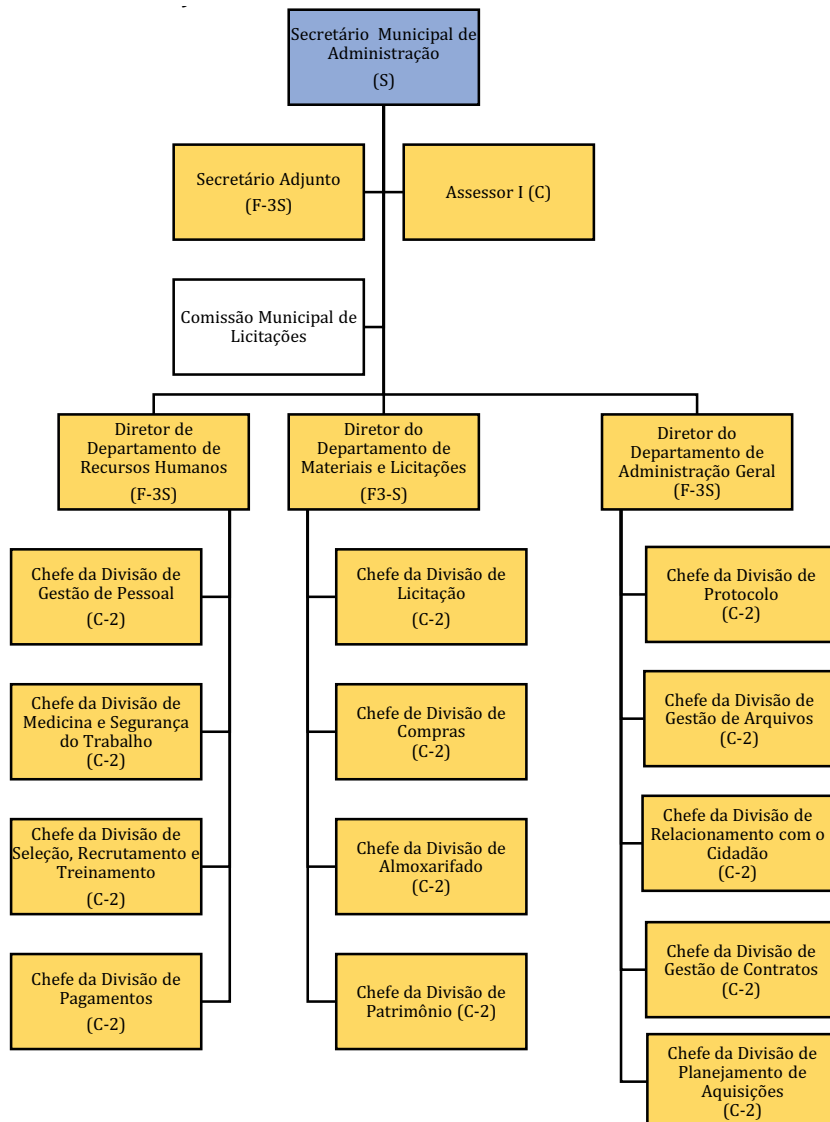 Secretário Municipal de
Administração
(S)
Secretário Adjunto
(F-3S)
Assessor I (C)
Comissão Municipal de
Licitações
Diretor de
Departamento de
Recursos Humanos
(F-3S)
Diretor do
Departamento de
Materiais e Licitações
(F3-S)
Diretor do
Departamento de
Administração Geral
(F-3S)
Chefe da Divisão de
Gestão de Pessoal
(C-2)
Chefe da Divisão de
Medicina e Segurança
do Trabalho
(C-2)
Chefe da Divisão de
Seleção, Recrutamento e
Treinamento
(C-2)
Chefe da Divisão de
Pagamentos
(C-2)
Chefe da Divisão de
Licitação
(C-2)
Chefe de Divisão de
Compras
(C-2)
Chefe da Divisão de
Almoxarifado
(C-2)
Chefe da Divisão de
Patrimônio (C-2)
Chefe da Divisão de
Protocolo
(C-2)
Chefe da Divisão de
Gestão de Arquivos
(C-2)
Chefe da Divisão de
Relacionamento com o
Cidadão
(C-2)
Chefe da Divisão de
Gestão de Contratos
(C-2)
Chefe da Divisão de
Planejamento de
Aquisições
(C-2)